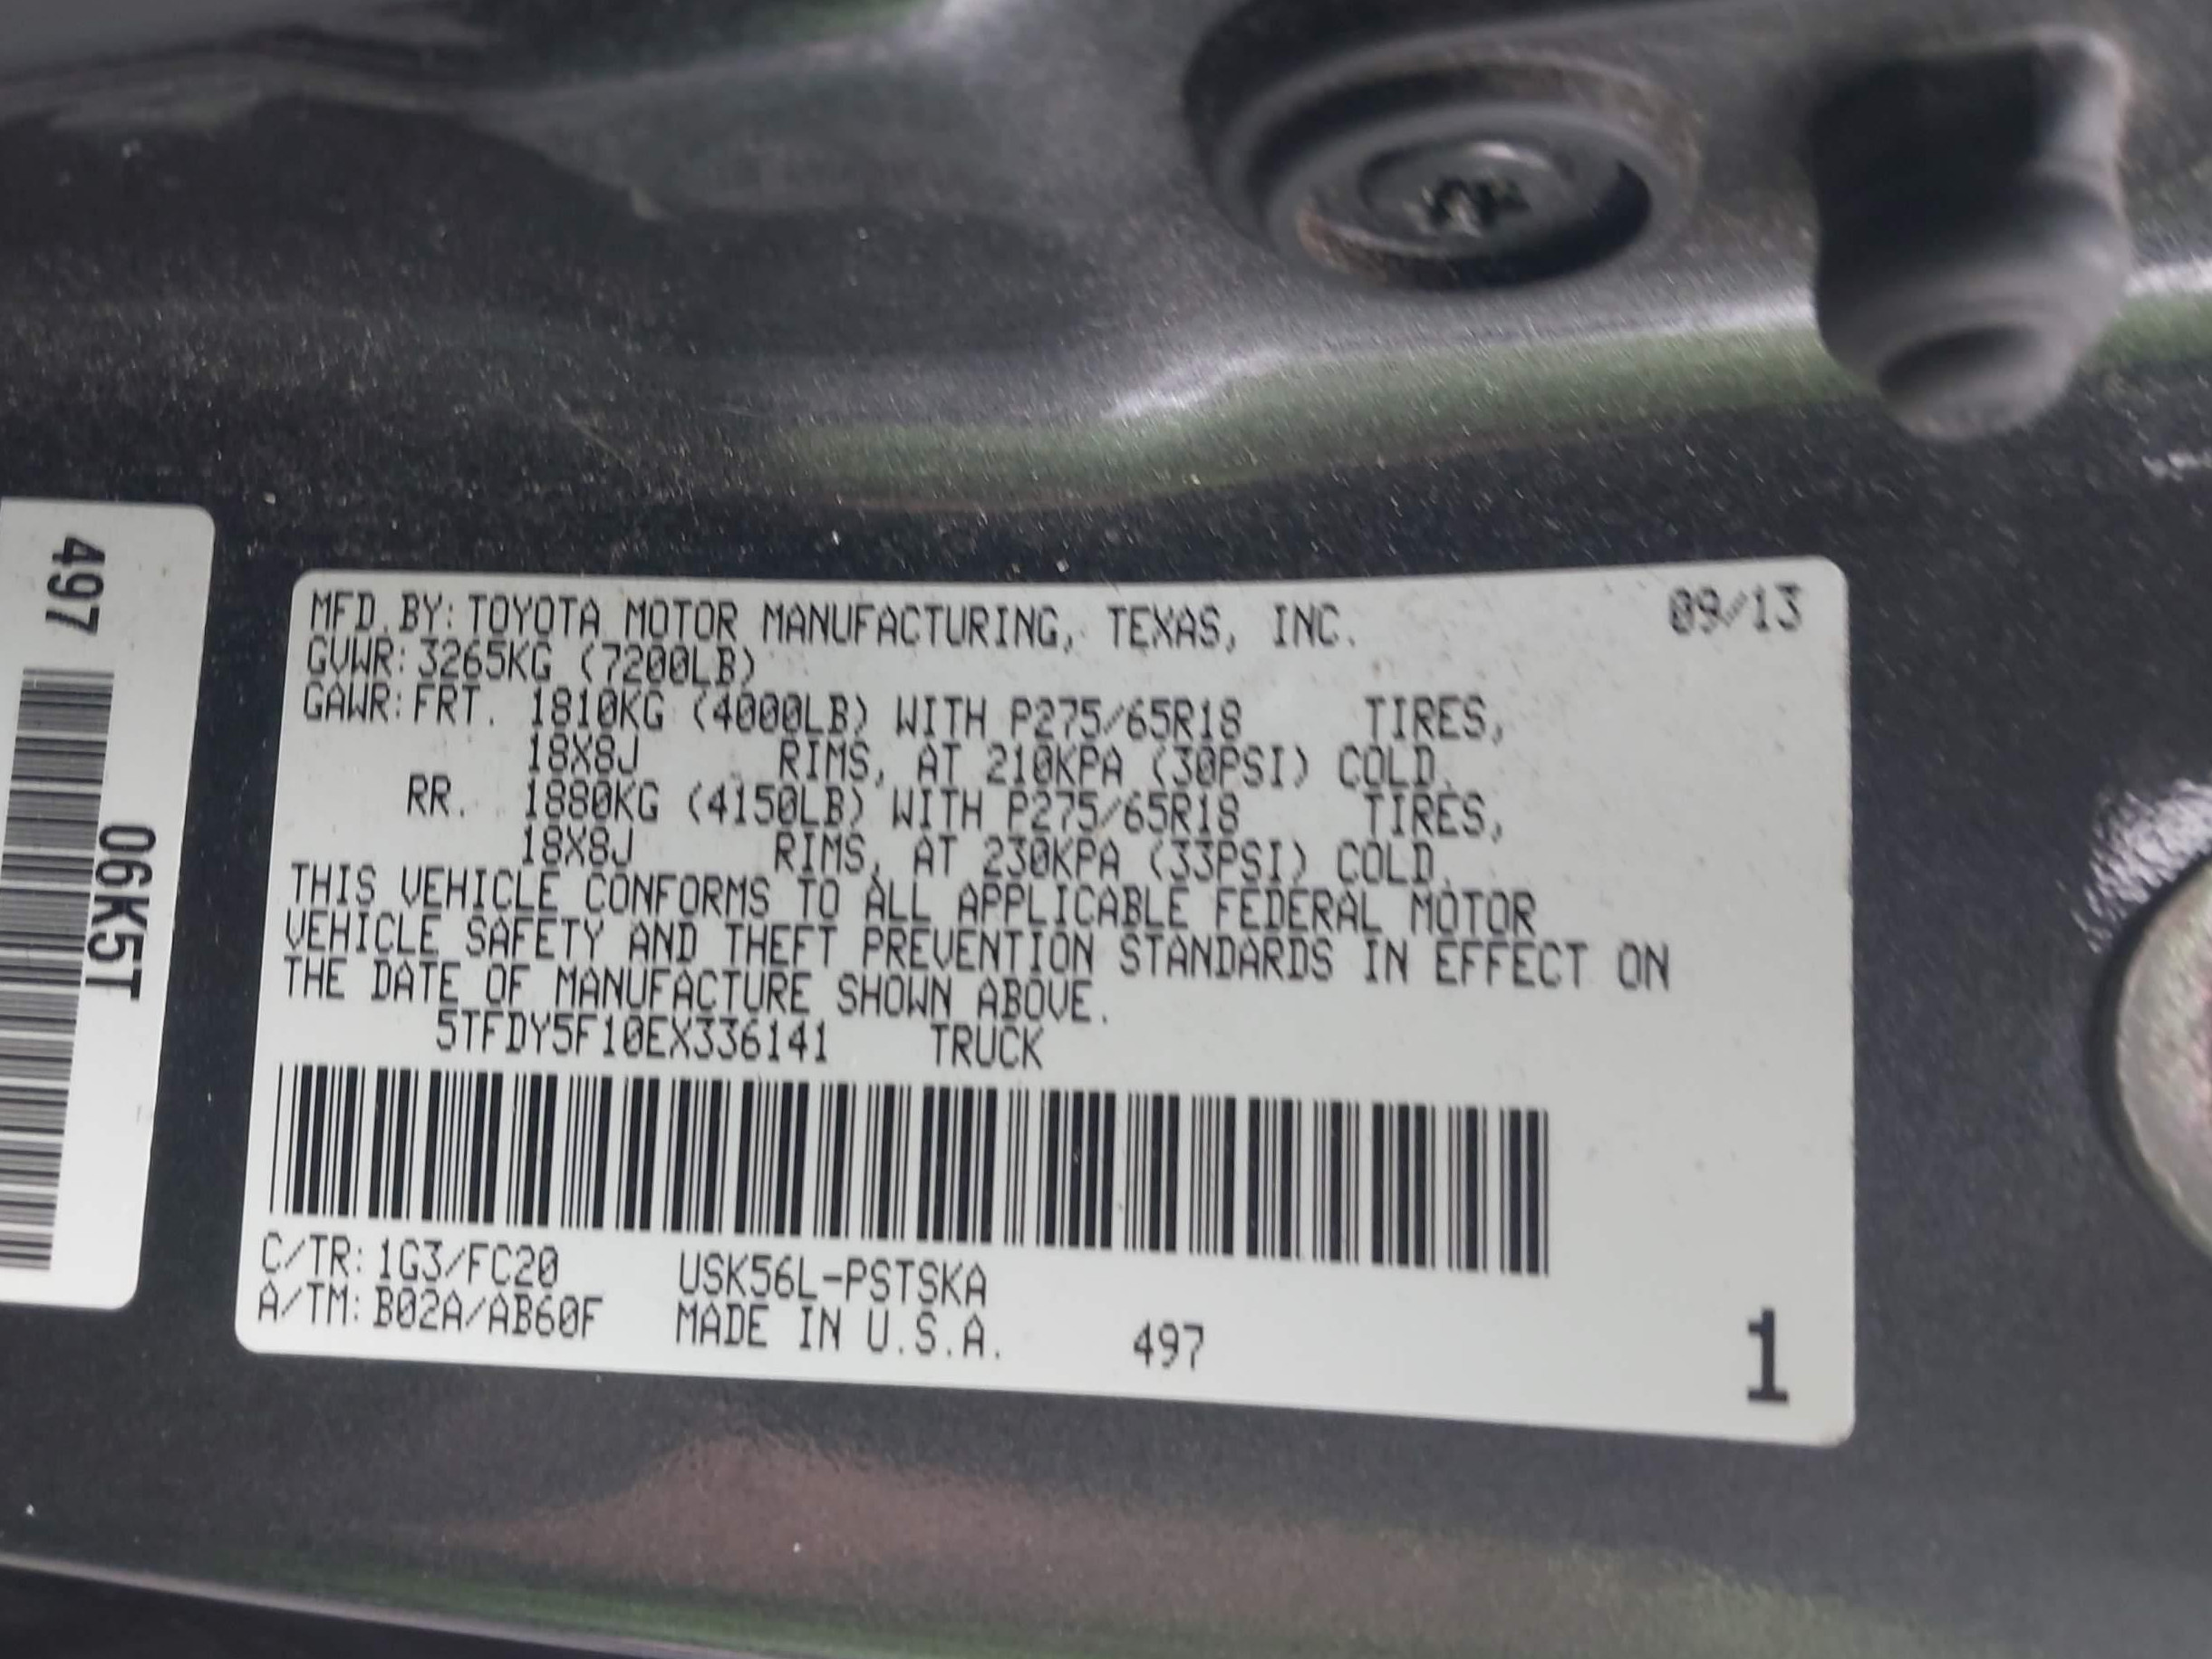 497
06K5T
MFD.BY:TOYOTA MOTOR MANUFACTURING, TEXAS, INC. 09/13
GVWR:3265KG (7200LB)
GAWR:FRT. 1810KG (4000LB) WITH P275/65R18 TIRES,
18X8J RIMS, AT 210KPA (30PSI) COLD.
RR. 1880KG (4150LB) WITH P275/65R18 TIRES,
18X8J RIMS, AT 230KPA (33PSI) COLD.
THIS VEHICLE CONFORMS TO ALL APPLICABLE FEDERAL MOTOR
VEHICLE SAFETY AND THEFT PREVENTION STANDARDS IN EFFECT ON
THE DATE OF MANUFACTURE SHOWN ABOVE.
5TFDY5F10EX336141 TRUCK
C/TR:1G3/FC20 USK56L-PSTSKA
A/TM:B02A/AB60F MADE IN U.S.A. 497 1